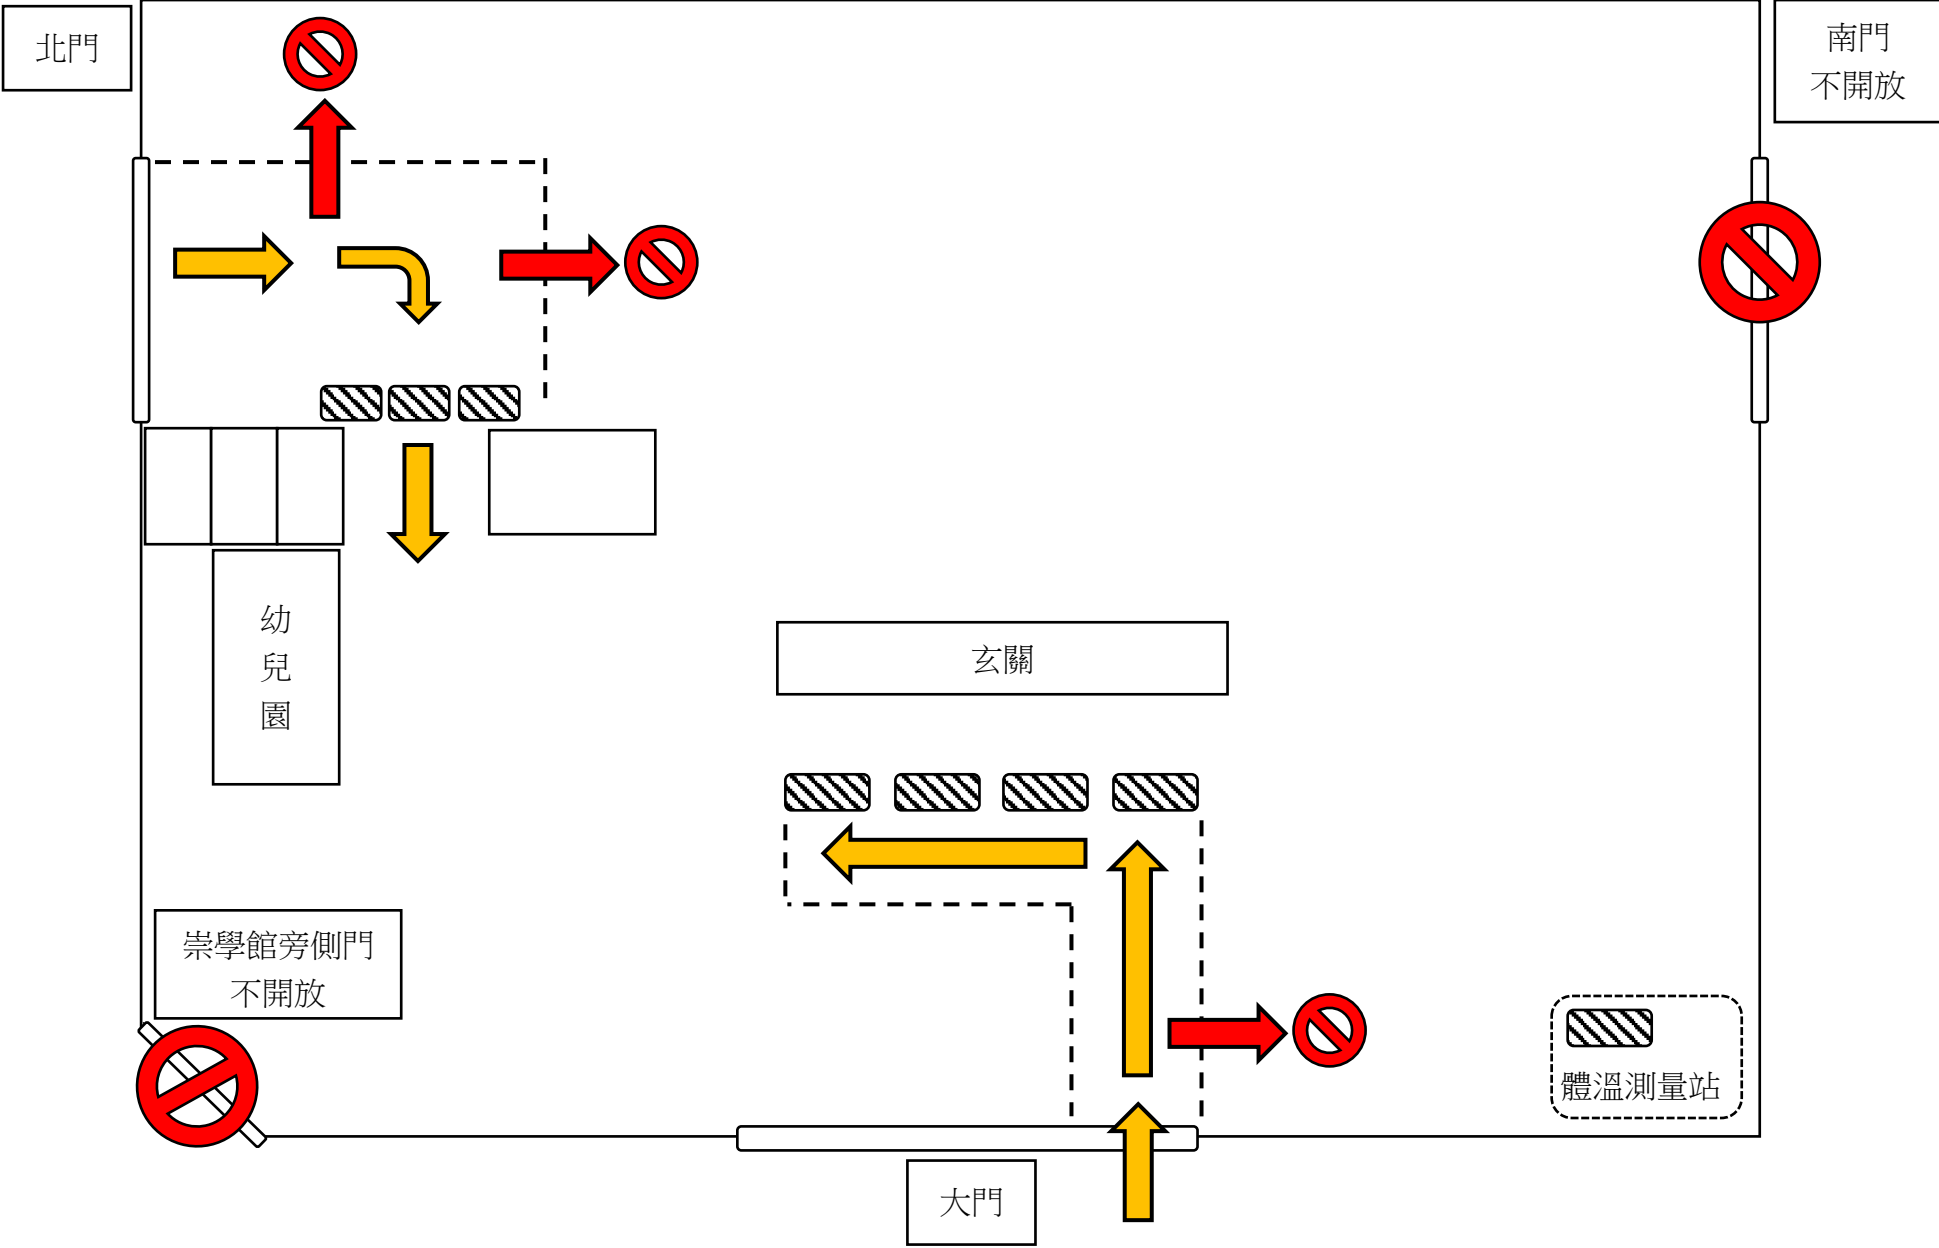 北門
南門
不開放
幼
兒
園
玄關
崇學館旁側門
不開放
體溫測量站
大門